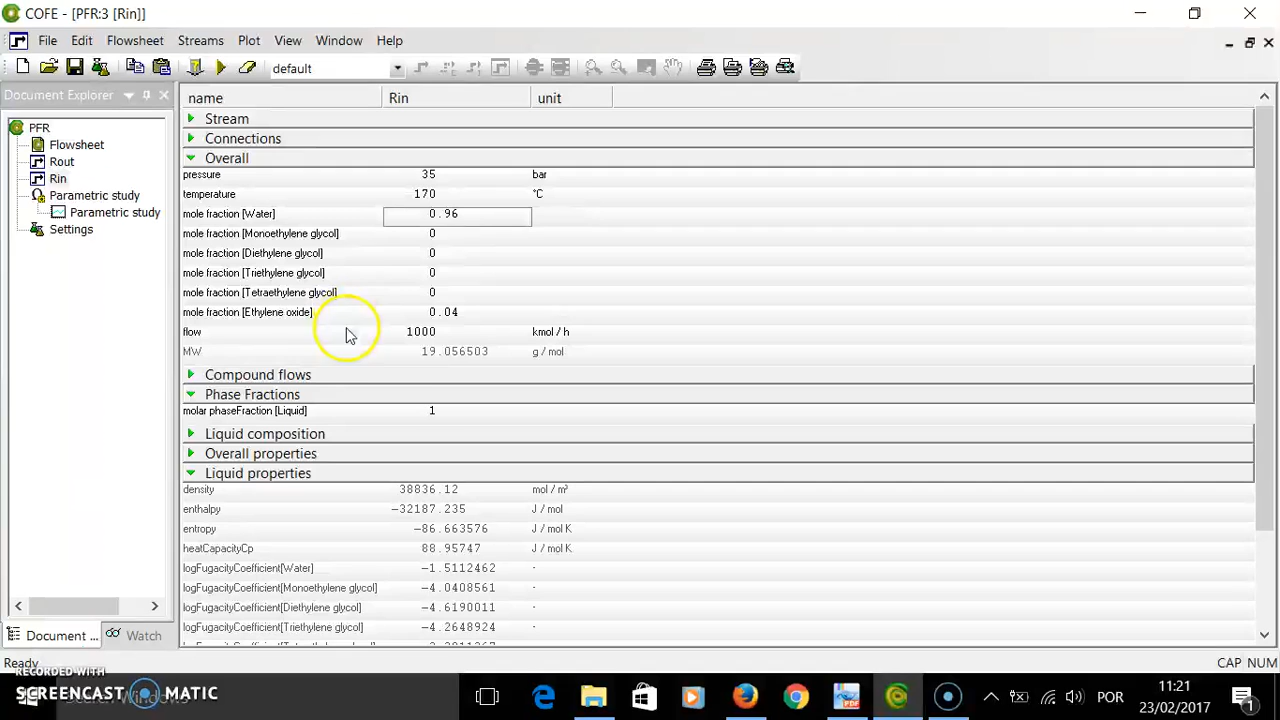 COFE - [PFR:3 [Rin]]
File Edit Flowsheet Streams Plot View Window Help
default
Document Explorer
PFR
Flowsheet
Rout
Rin
Parametric study
Parametric study
Settings
Document ... Watch
name Rin unit
Stream
Connections
Overall
pressure 35 bar
temperature 170 °C
mole fraction [Water] 0.96
mole fraction [Monoethylene glycol] 0
mole fraction [Diethylene glycol] 0
mole fraction [Triethylene glycol] 0
mole fraction [Tetraethylene glycol] 0
mole fraction [Ethylene oxide] 0.04
flow 1000 kmol / h
MW 19.056503 g / mol
Compound flows
Phase Fractions
molar phaseFraction [Liquid] 1
Liquid composition
Overall properties
Liquid properties
density 38836.12 mol / m³
enthalpy -32187.235 J / mol
entropy -86.663576 J / mol K
heatCapacityCp 88.95747 J / mol K
logFugacityCoefficient[Water] -1.5112462 -
logFugacityCoefficient[Monoethylene glycol] -4.0408561 -
logFugacityCoefficient[Diethylene glycol] -4.6190011 -
logFugacityCoefficient[Triethylene glycol] -4.2648924 -
Ready CAP NUM
RECORDED WITH
SCREENCAST MATIC
Windows
POR
11:21
23/02/2017
1